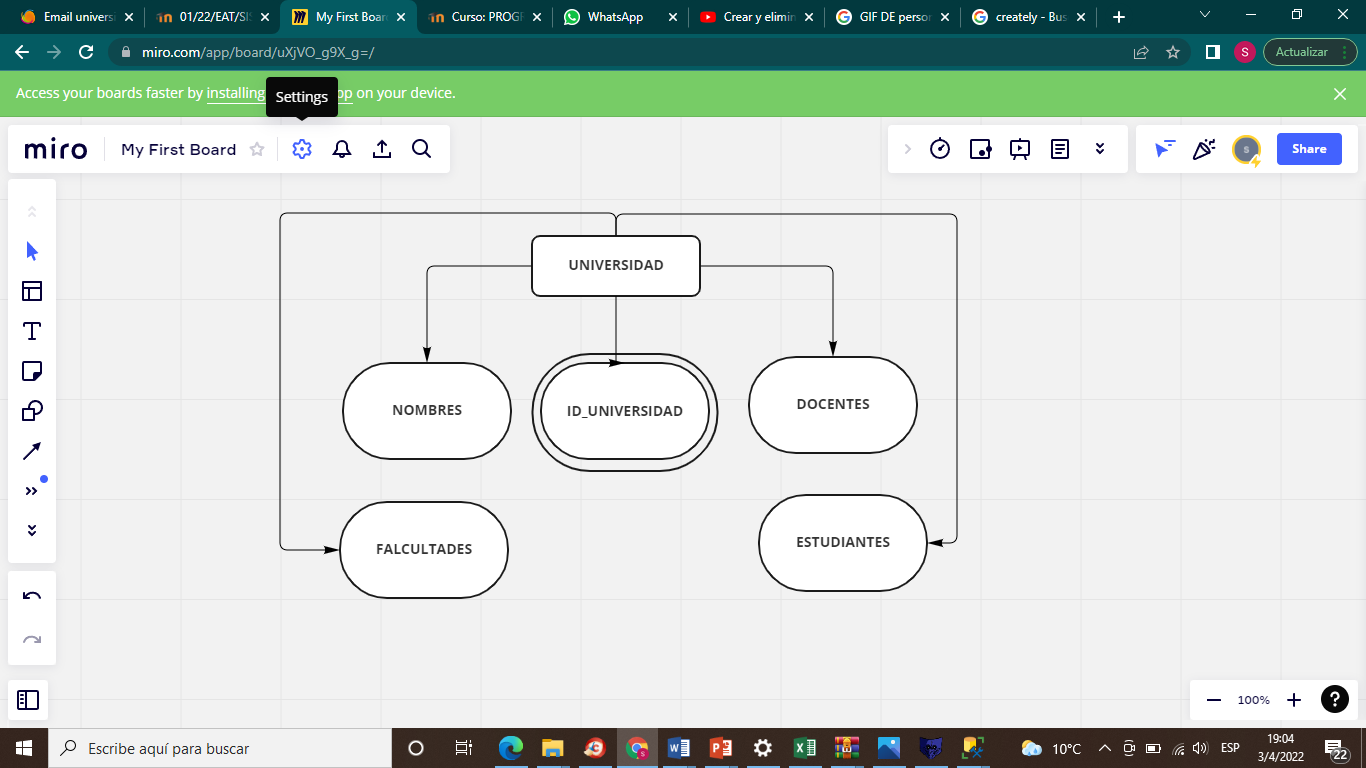 Email universi
01/22/EAT/SIS
My First Board
Curso: PROGR
WhatsApp
Crear y elimin
GIF DE person
creately - Bus
miro.com/app/board/uXjVO_g9X_g=/
S
Actualizar
Access your boards faster by installing pp on your device.
Settings
miro
My First Board
S
Share
UNIVERSIDAD
NOMBRES
ID_UNIVERSIDAD
DOCENTES
FALCULTADES
ESTUDIANTES
100%
?
Escribe aquí para buscar
10°C
ESP
19:04
3/4/2022
22